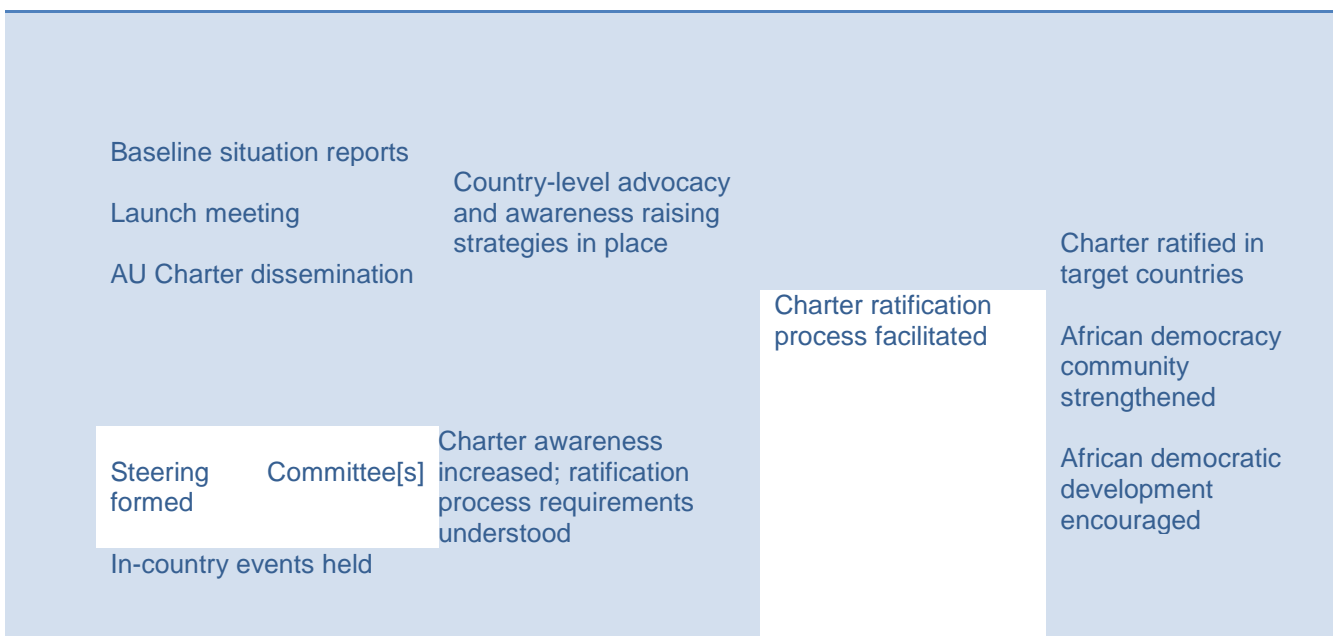 Baseline situation reports
Launch meeting
AU Charter dissemination
Steering Committee[s]
formed
In-country events held
Country-level advocacy
and awareness raising
strategies in place
Charter awareness
increased; ratification
process requirements
understood
Charter ratification
process facilitated
Charter ratified in
target countries
African democracy
community
strengthened
African democratic
development
encouraged